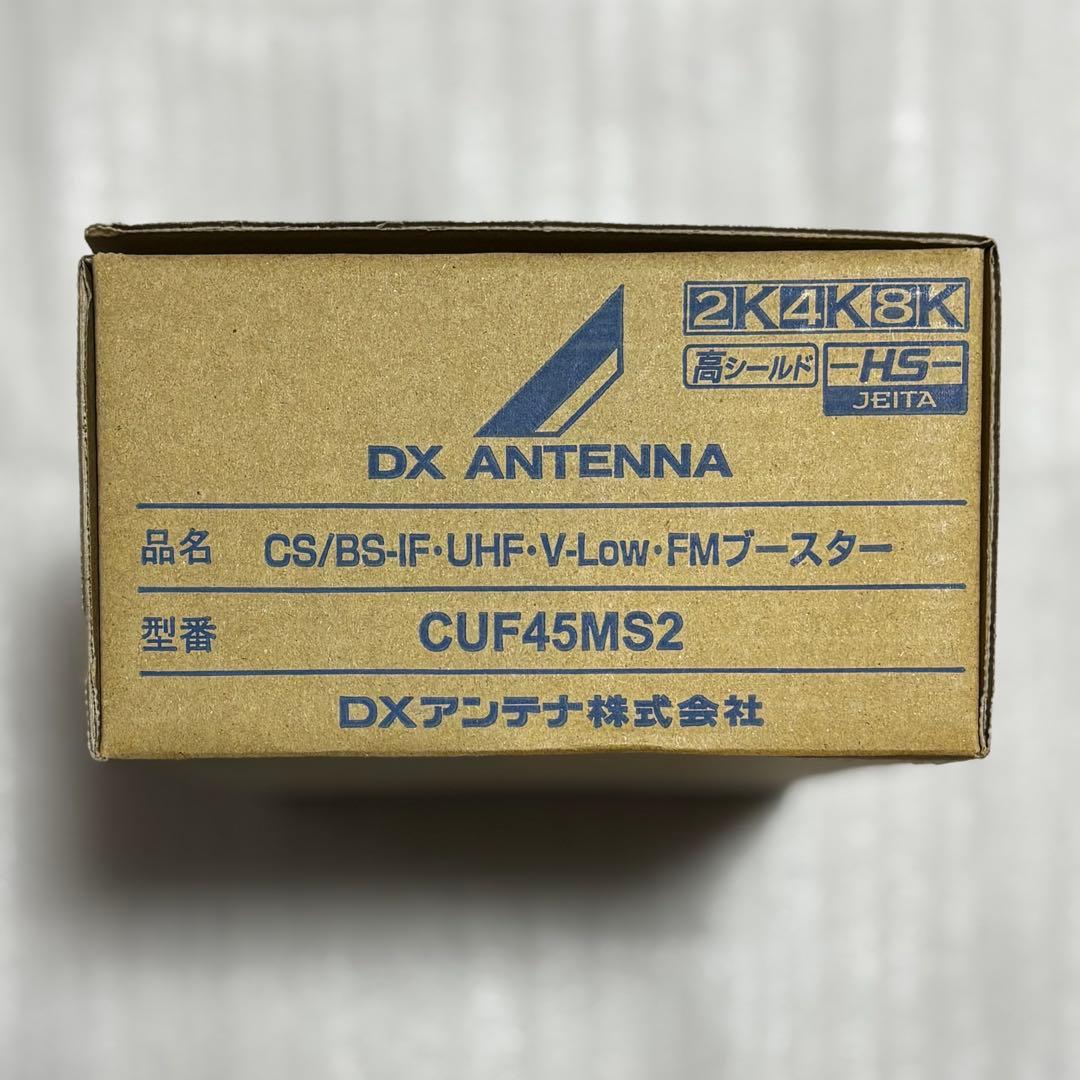 2K4K8K
高シールド
-HS-
JEITA
DX ANTENNA
品名 CS/BS-IF・UHF・V-Low・FMブースター
型番 CUF45MS2
DXアンテナ株式会社